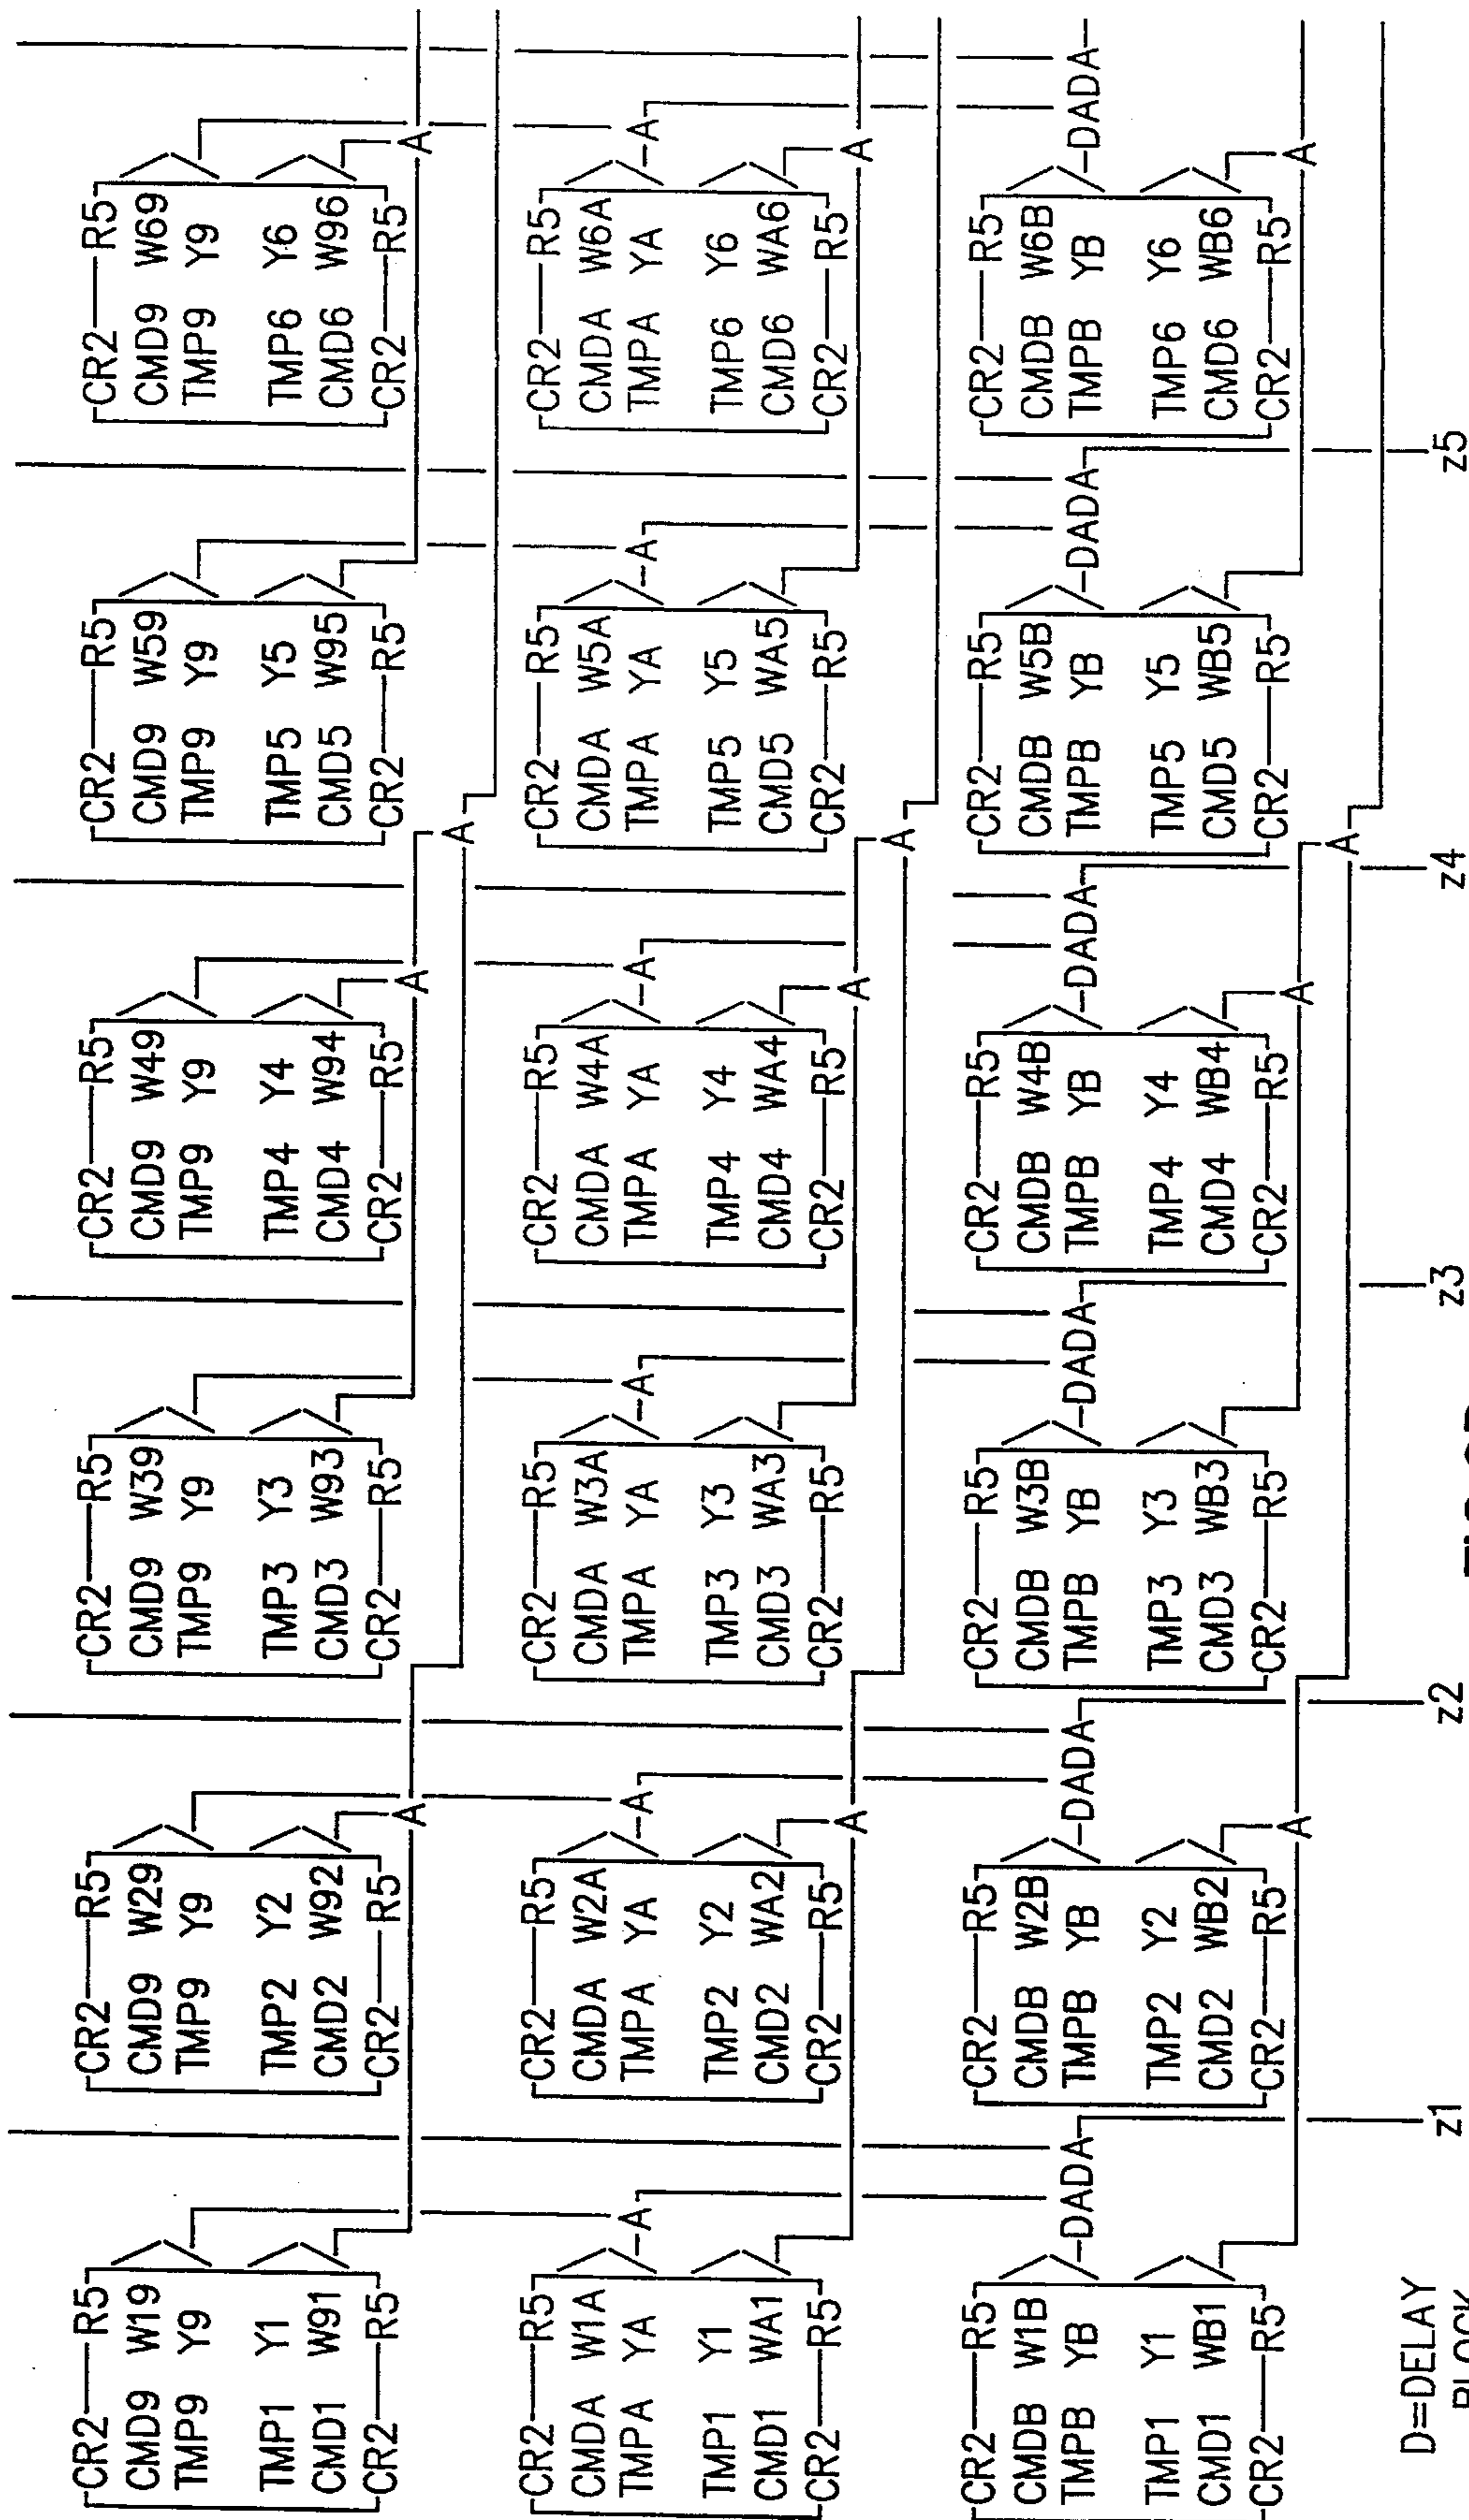 CR2 R5 CR2 R5 CR2 R5 CR2 R5 CR2 R5 CR2 R5
CMD9 W19 CMD9 W29 CMD9 W39 CMD9 W49 CMD9 W59 CMD9 W69
TMP9 Y9 TMP9 Y9 TMP9 Y9 TMP9 Y9 TMP9 Y9 TMP9 Y9
TMP1 Y1 TMP2 Y2 TMP3 Y3 TMP4 Y4 TMP5 Y5 TMP6 Y6
CMD1 W91 CMD2 W92 CMD3 W93 CMD4 W94 CMD5 W95 CMD6 W96
CR2 R5 CR2 R5 CR2 R5 CR2 R5 CR2 R5 CR2 R5
A A A
A
CR2 R5 CR2 R5 CR2 R5 CR2 R5 CR2 R5 CR2 R5
CMDA W1A CMDA W2A CMDA W3A CMDA W4A CMDA W5A CMDA W6A
TMPA YA A TMPA YA A TMPA YA A TMPA YA A TMPA YA A TMPA YA A
TMP1 Y1 TMP2 Y2 TMP3 Y3 TMP4 Y4 TMP5 Y5 TMP6 Y6
CMD1 WA1 CMD2 WA2 CMD3 WA3 CMD4 WA4 CMD5 WA5 CMD6 WA6
CR2 R5 CR2 R5 CR2 R5 CR2 R5 CR2 R5 CR2 R5
A A A
A
CR2 R5 CR2 R5 CR2 R5 CR2 R5 CR2 R5 CR2 R5
CMDB W1B CMDB W2B CMDB W3B CMDB W4B CMDB W5B CMDB W6B
TMPB YB DADA TMPB YB DADA TMPB YB DADA TMPB YB DADA TMPB YB DADA TMPB YB DADA
TMP1 Y1 TMP2 Y2 TMP3 Y3 TMP4 Y4 TMP5 Y5 TMP6 Y6
CMD1 WB1 CMD2 WB2 CMD3 WB3 CMD4 WB4 CMD5 WB5 CMD6 WB6
CR2 R5 CR2 R5 CR2 R5 CR2 R5 CR2 R5 CR2 R5
A A A
A
D=DELAY
BLOCK
z1 z2 z3 z4 z5